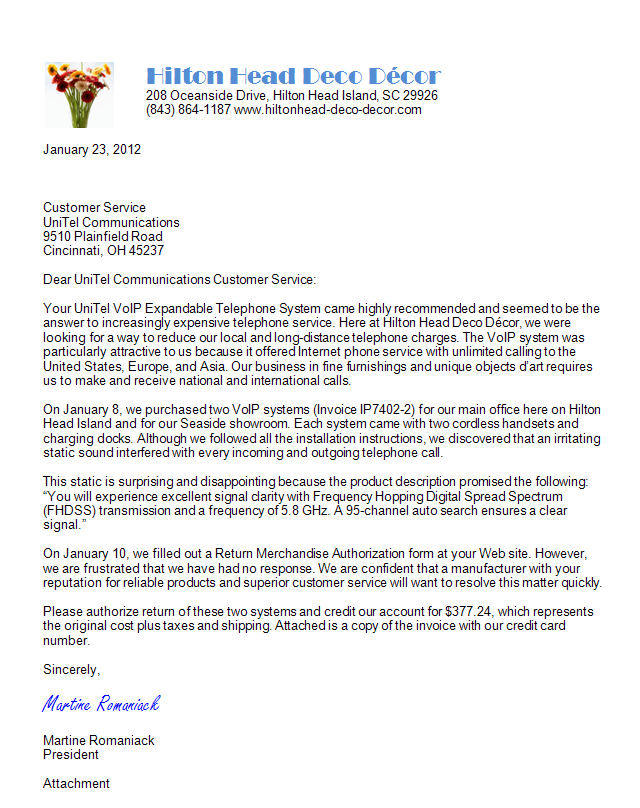 Hilton Head Deco Décor
208 Oceanside Drive, Hilton Head Island, SC 29926
(843) 864-1187 www.hiltonhead-deco-decor.com
January 23, 2012
Customer Service
UniTel Communications
9510 Plainfield Road
Cincinnati, OH 45237
Dear UniTel Communications Customer Service:
Your UniTel VoIP Expandable Telephone System came highly recommended and seemed to be the
answer to increasingly expensive telephone service. Here at Hilton Head Deco Décor, we were
looking for a way to reduce our local and long-distance telephone charges. The VoIP system was
particularly attractive to us because it offered Internet phone service with unlimited calling to the
United States, Europe, and Asia. Our business in fine furnishings and unique objects d’art requires
us to make and receive national and international calls.
On January 8, we purchased two VoIP systems (Invoice IP7402-2) for our main office here on Hilton
Head Island and for our Seaside showroom. Each system came with two cordless handsets and
charging docks. Although we followed all the installation instructions, we discovered that an irritating
static sound interfered with every incoming and outgoing telephone call.
This static is surprising and disappointing because the product description promised the following:
“You will experience excellent signal clarity with Frequency Hopping Digital Spread Spectrum
(FHDSS) transmission and a frequency of 5.8 GHz. A 95-channel auto search ensures a clear
signal.”
On January 10, we filled out a Return Merchandise Authorization form at your Web site. However,
we are frustrated that we have had no response. We are confident that a manufacturer with your
reputation for reliable products and superior customer service will want to resolve this matter quickly.
Please authorize return of these two systems and credit our account for $377.24, which represents
the original cost plus taxes and shipping. Attached is a copy of the invoice with our credit card
number.
Sincerely,
Martine Romaniack
Martine Romaniack
President
Attachment